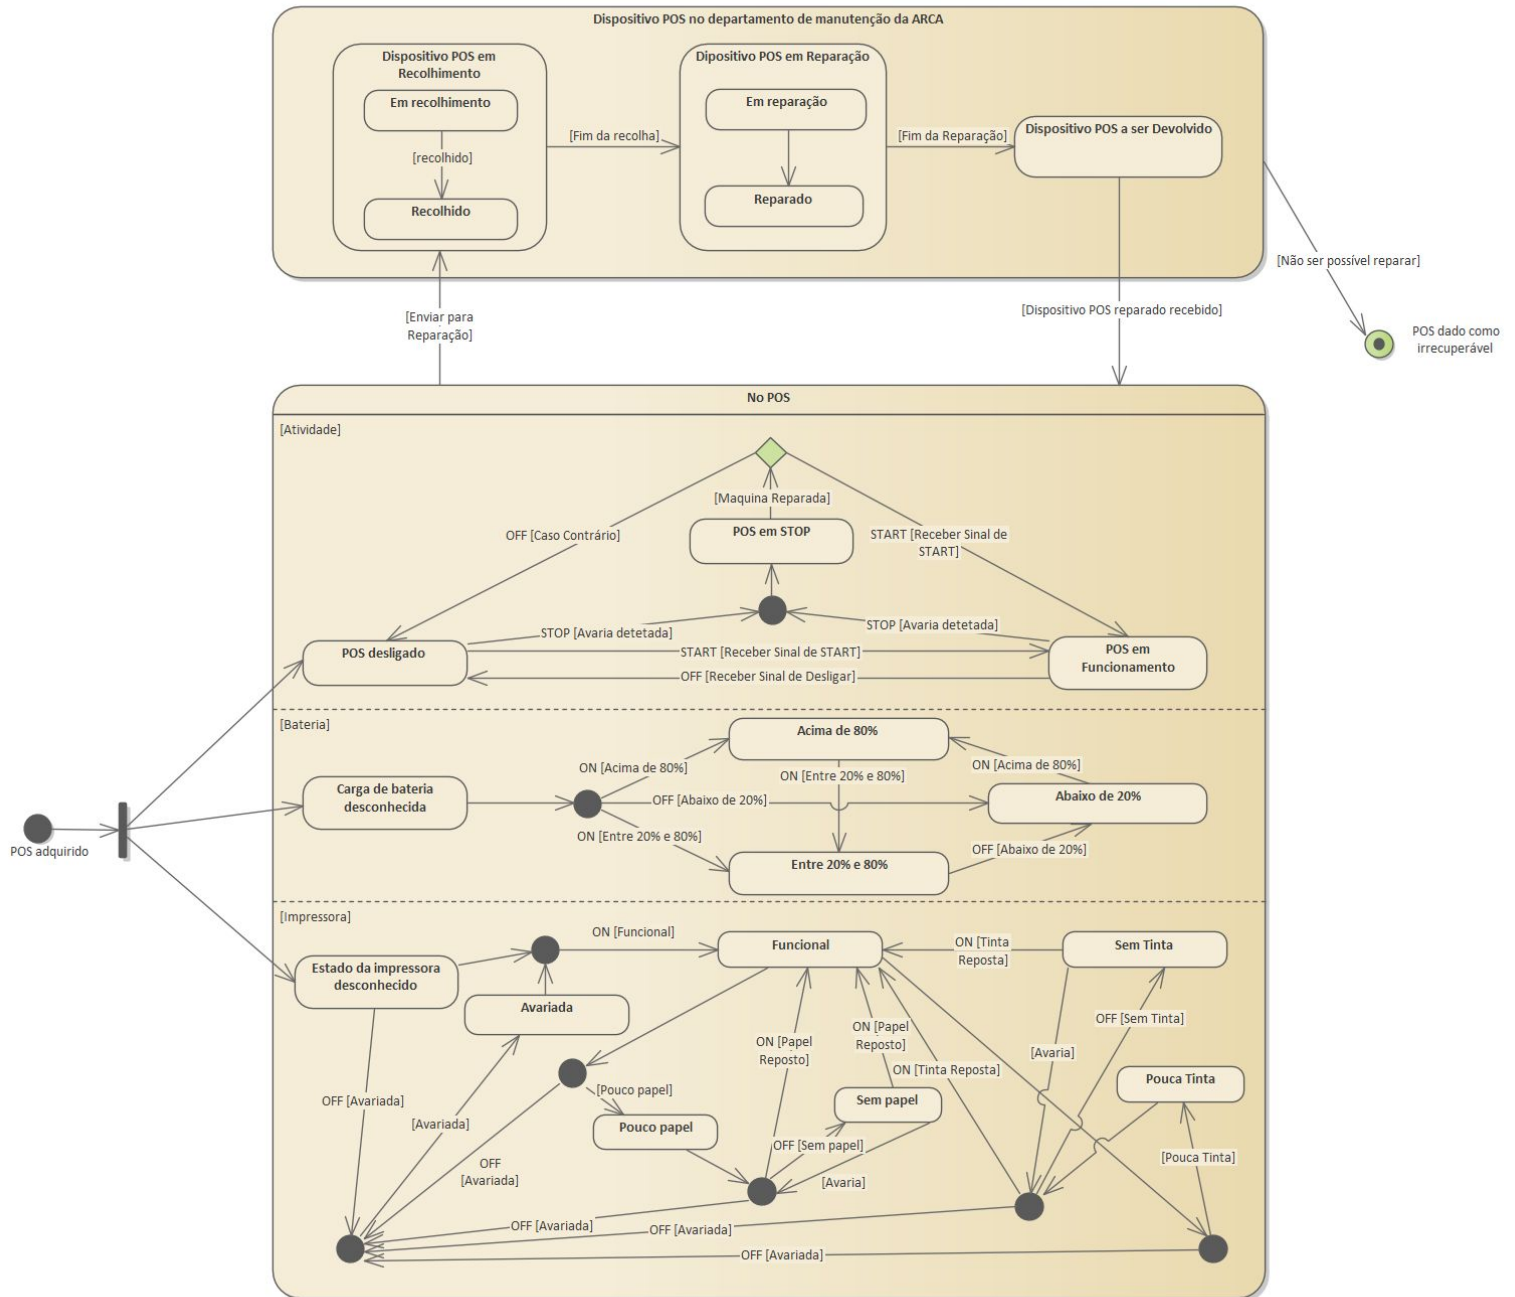 Dispositivo POS no departamento de manutenção da ARCA
Dispositivo POS em
Recolhimento
Em recolhimento
[recolhido]
Recolhido
[Fim da recolha]
Dipositivo POS em Reparação
Em reparação
Reparado
[Fim da Reparação]
Dispositivo POS a ser Devolvido
[Não ser possível reparar]
[Enviar para
Reparação]
[Dispositivo POS reparado recebido]
POS dado como
irrecuperável
No POS
[Atividade]
[Maquina Reparada]
OFF [Caso Contrário]
POS em STOP
START [Receber Sinal de
START]
STOP [Avaria detetada]
STOP [Avaria detetada]
POS desligado
START [Receber Sinal de START]
POS em
Funcionamento
OFF [Receber Sinal de Desligar]
[Bateria]
Acima de 80%
ON [Acima de 80%]
ON [Entre 20% e 80%]
ON [Acima de 80%]
Carga de bateria
desconhecida
OFF [Abaixo de 20%]
Abaixo de 20%
ON [Entre 20% e 80%]
OFF [Abaixo de 20%]
Entre 20% e 80%
POS adquirido
[Impressora]
ON [Funcional]
Funcional
ON [Tinta
Reposta]
Sem Tinta
Estado da impressora
desconhecido
Avariada
ON [Papel
Reposto]
ON [Papel
Reposto]
OFF [Sem Tinta]
[Avaria]
ON [Tinta Reposta]
Pouca Tinta
OFF [Avariada]
[Pouco papel]
Sem papel
[Avariada]
Pouco papel
OFF [Sem papel]
[Pouca Tinta]
OFF
[Avariada]
[Avaria]
OFF [Avariada]
OFF [Avariada]
OFF [Avariada]